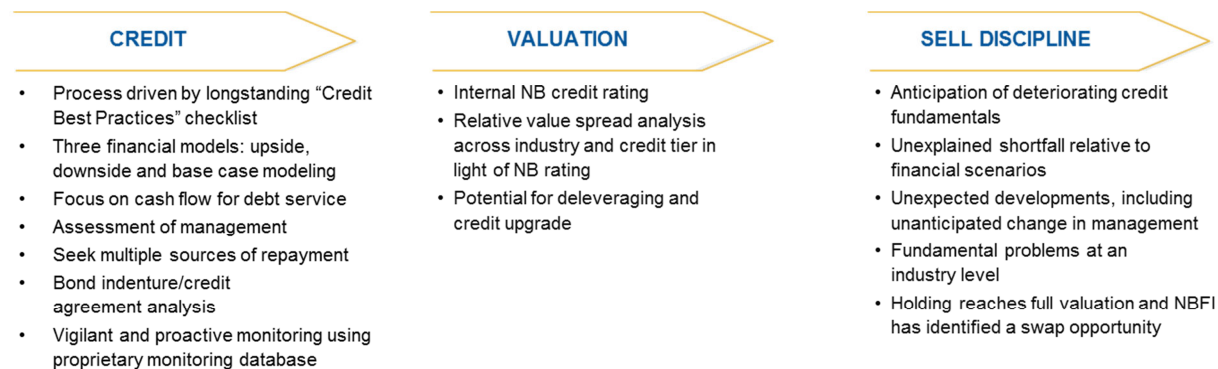 CREDIT
• Process driven by longstanding “Credit
Best Practices” checklist
• Three financial models: upside,
downside and base case modeling
• Focus on cash flow for debt service
• Assessment of management
• Seek multiple sources of repayment
• Bond indenture/credit
agreement analysis
• Vigilant and proactive monitoring using
proprietary monitoring database
VALUATION
• Internal NB credit rating
• Relative value spread analysis
across industry and credit tier in
light of NB rating
• Potential for deleveraging and
credit upgrade
SELL DISCIPLINE
• Anticipation of deteriorating credit
fundamentals
• Unexplained shortfall relative to
financial scenarios
• Unexpected developments, including
unanticipated change in management
• Fundamental problems at an
industry level
• Holding reaches full valuation and NBFI
has identified a swap opportunity